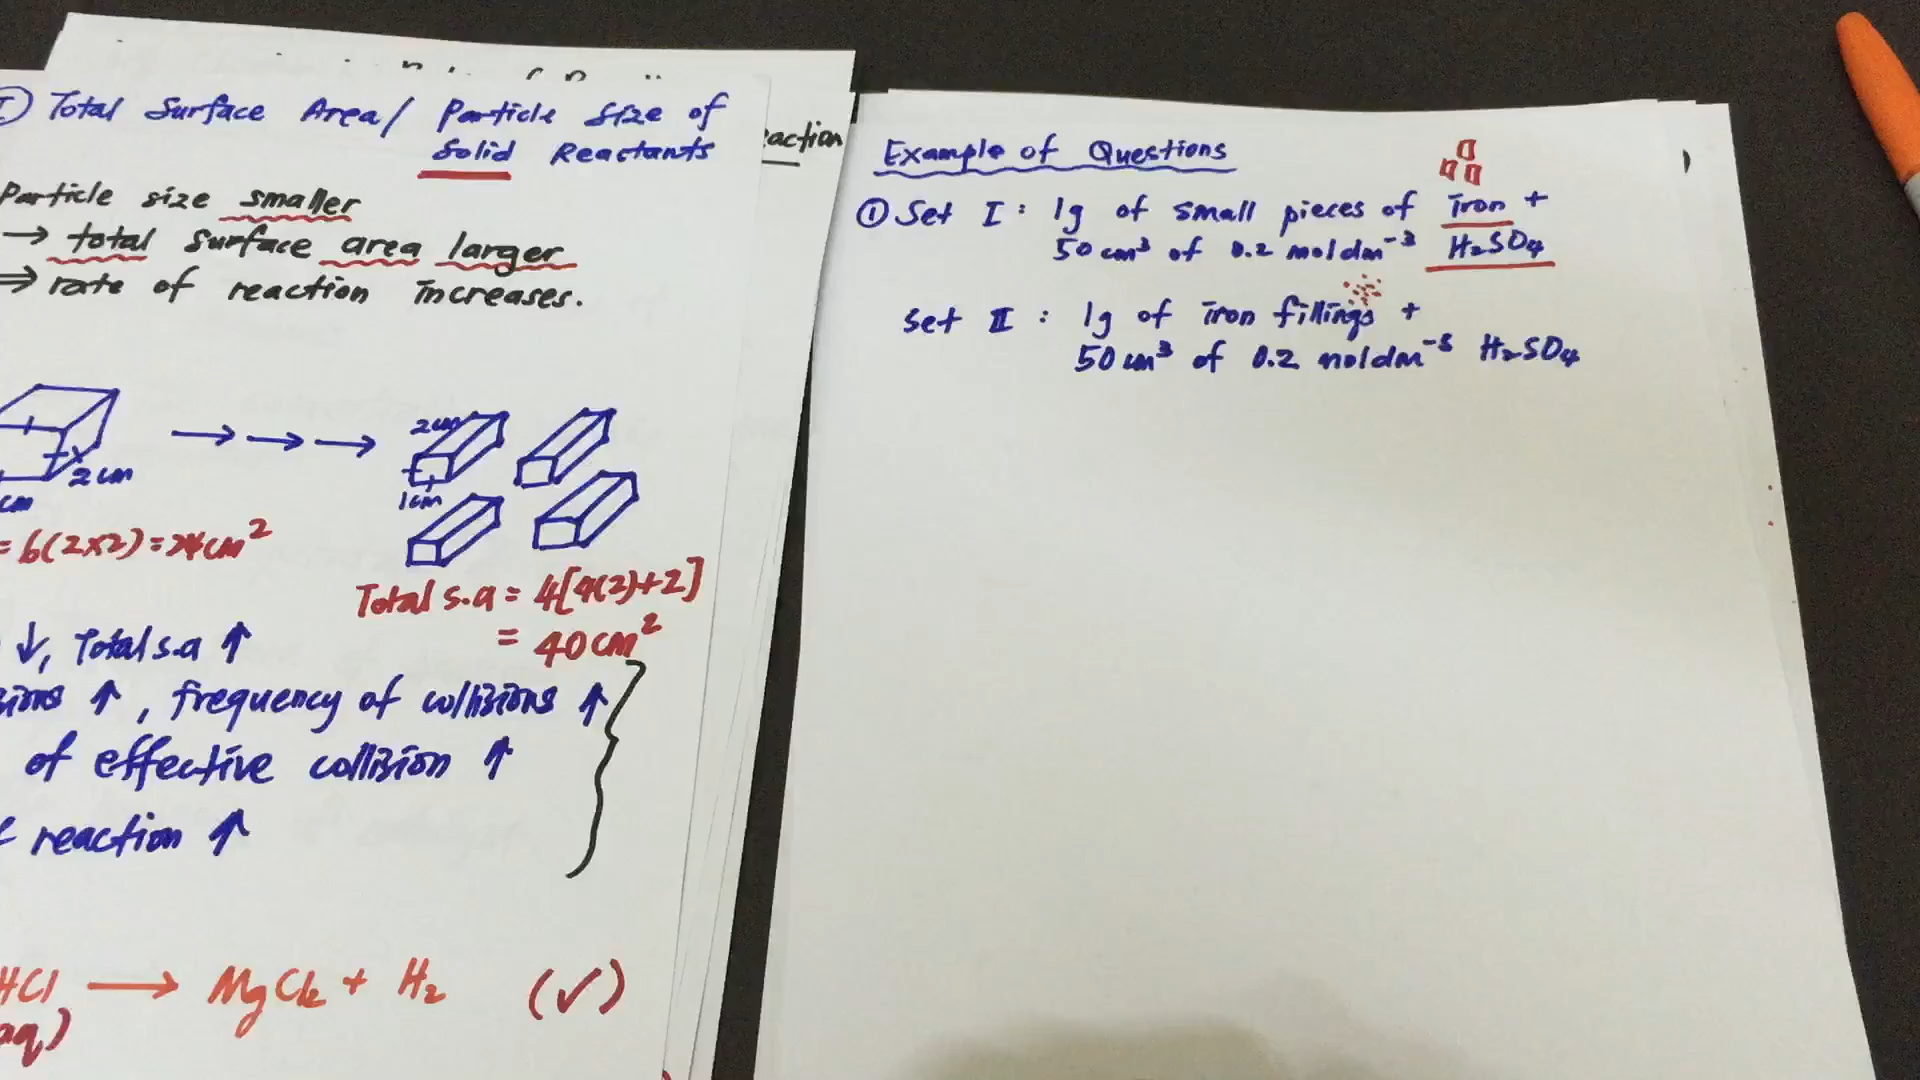 I) Total Surface Area/ Particle Size of
Solid Reactants
Particle size smaller
→ total surface area larger
⇒ rate of reaction increases.
2cm
cm
= 6(2x2) = 24cm²
2cm
1cm
Total s.a = 4[4(2)+2]
= 40cm²
↓, Total s.a ↑
↑, frequency of collisions ↑
of effective collision ↑
reaction ↑
HCl → MgCl₂ + H₂ (✓)
aq)
action
Example of Questions
① Set I : 1g of small pieces of iron +
50 cm³ of 0.2 moldm⁻³ H₂SO₄
Set II : 1g of iron fillings +
50 cm³ of 0.2 moldm⁻³ H₂SO₄